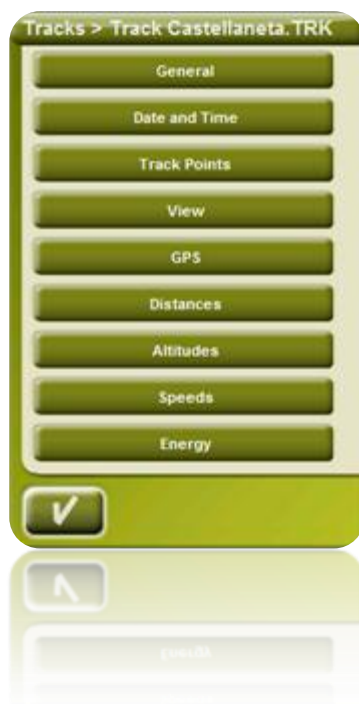 Tracks > Track Castellaneta.TRK
General
Date and Time
Track Points
View
GPS
Distances
Altitudes
Speeds
Energy